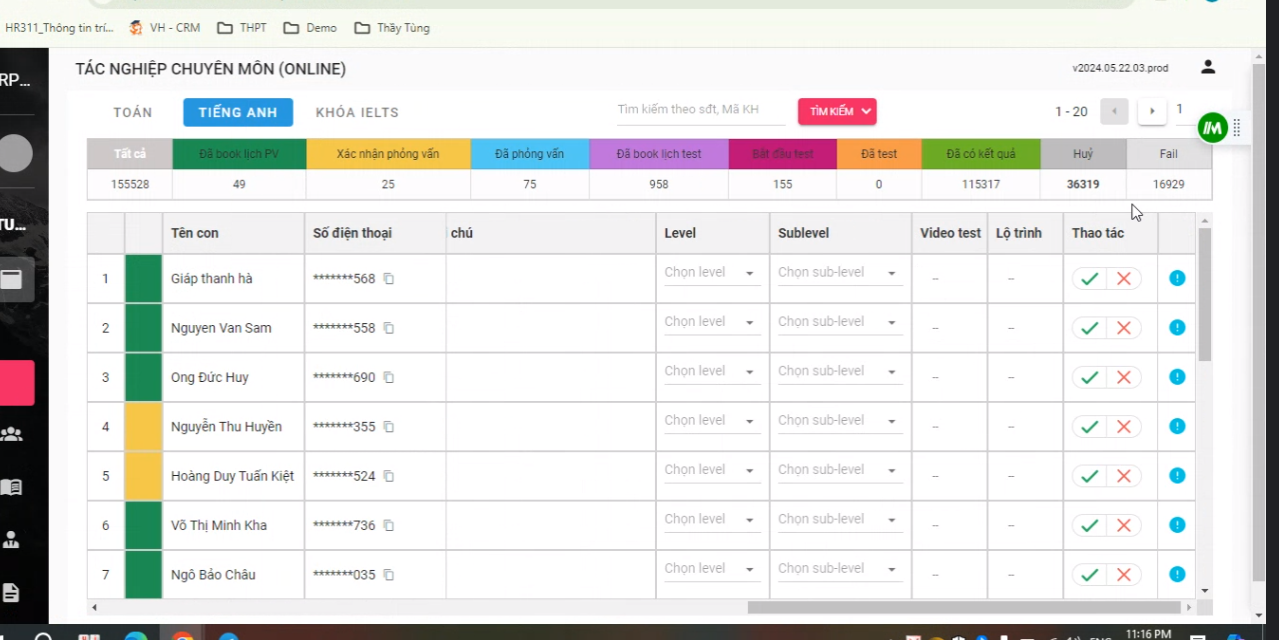 HR311_Thông tin trí... VH - CRM THPT Demo Thầy Tùng
RP...
TÁC NGHIỆP CHUYÊN MÔN (ONLINE) v2024.05.22.03.prod
TOÁN TIẾNG ANH KHÓA IELTS Tìm kiếm theo sđt, Mã KH TÌM KIẾM 1 - 20 1
Tất cả Đã book lịch PV Xác nhận phỏng vấn Đã phỏng vấn Đã book lịch test Bắt đầu test Đã test Đã có kết quả Huỷ Fail
155528 49 25 75 958 155 0 115317 36319 16929
TU...
Tên con Số điện thoại chú Level Sublevel Video test Lộ trình Thao tác
1 Giáp thanh hà *******568 Chọn level Chọn sub-level -- --
2 Nguyen Van Sam *******558 Chọn level Chọn sub-level -- --
3 Ong Đức Huy *******690 Chọn level Chọn sub-level -- --
4 Nguyễn Thu Huyền *******355 Chọn level Chọn sub-level -- --
5 Hoàng Duy Tuấn Kiệt *******524 Chọn level Chọn sub-level -- --
6 Võ Thị Minh Kha *******736 Chọn level Chọn sub-level -- --
7 Ngô Bảo Châu *******035 Chọn level Chọn sub-level -- --
11:16 PM